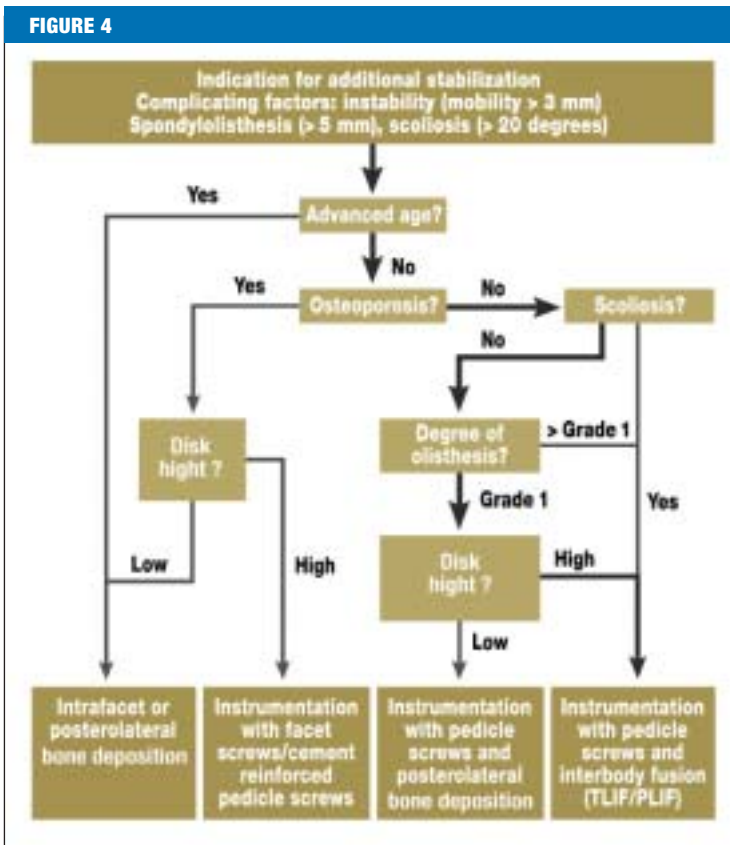 FIGURE 4
Indication for additional stabilization
Complicating factors: instability (mobility > 3 mm)
Spondylolisthesis (> 5 mm), scoliosis (> 20 degrees)
Yes
Advanced age?
No
Yes
Osteoporosis?
No
Scoliosis?
No
Disk
hight ?
Degree of
olisthesis?
> Grade 1
Grade 1
Yes
Low
High
Disk
hight ?
High
Low
Intrafacet or
posterolateral
bone deposition
Instrumentation
with facet
screws/cement
reinforced
pedicle screws
Instrumentation
with pedicle
screws and
posterolateral
bone deposition
Instrumentation
with pedicle
screws and
interbody fusion
(TLIF/PLIF)